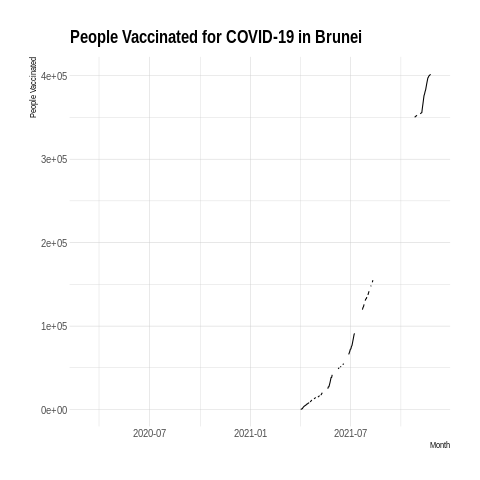 People Vaccinated for COVID-19 in Brunei
People Vaccinated
4e+05
3e+05
2e+05
1e+05
0e+00
2020-07
2021-01
2021-07
Month